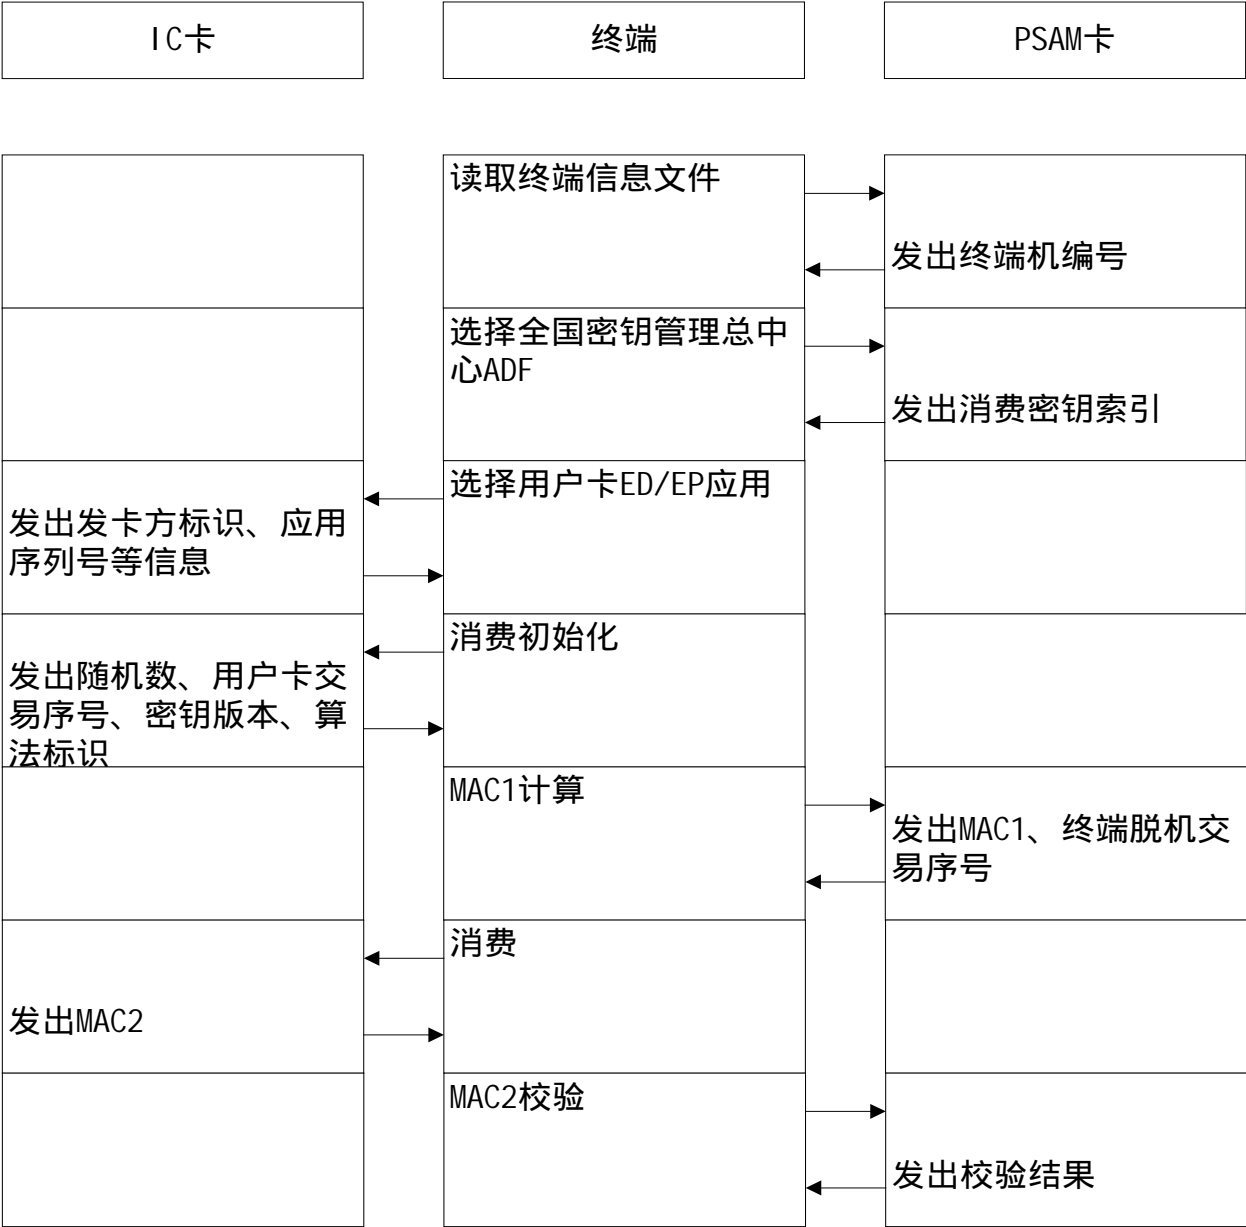 IC卡
终端
PSAM卡
读取终端信息文件
发出终端机编号
选择全国密钥管理总中
心ADF
发出消费密钥索引
选择用户卡ED/EP应用
发出发卡方标识、应用
序列号等信息
消费初始化
发出随机数、用户卡交
易序号、密钥版本、算
法标识
MAC1计算
发出MAC1、终端脱机交
易序号
消费
发出MAC2
MAC2校验
发出校验结果